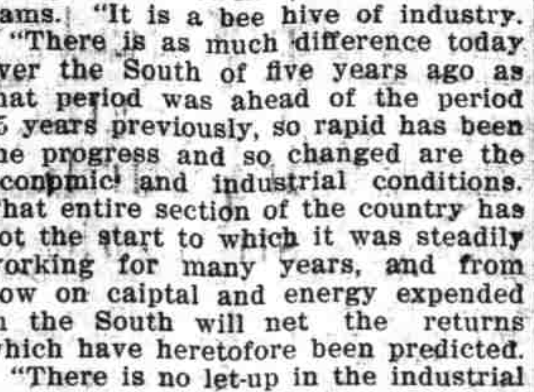 ams. "It is a bee hive of industry.
"There is as much difference today
ver the South of five years ago as
hat period was ahead of the period
years previously, so rapid has been
he progress and so changed are the
conomic and industrial conditions.
hat entire section of the country has
ot the start to which it was steadily
orking for many years, and from
ow on caiptal and energy expended
n the South will net the returns
which have heretofore been predicted.
"There is no let-up in the industrial